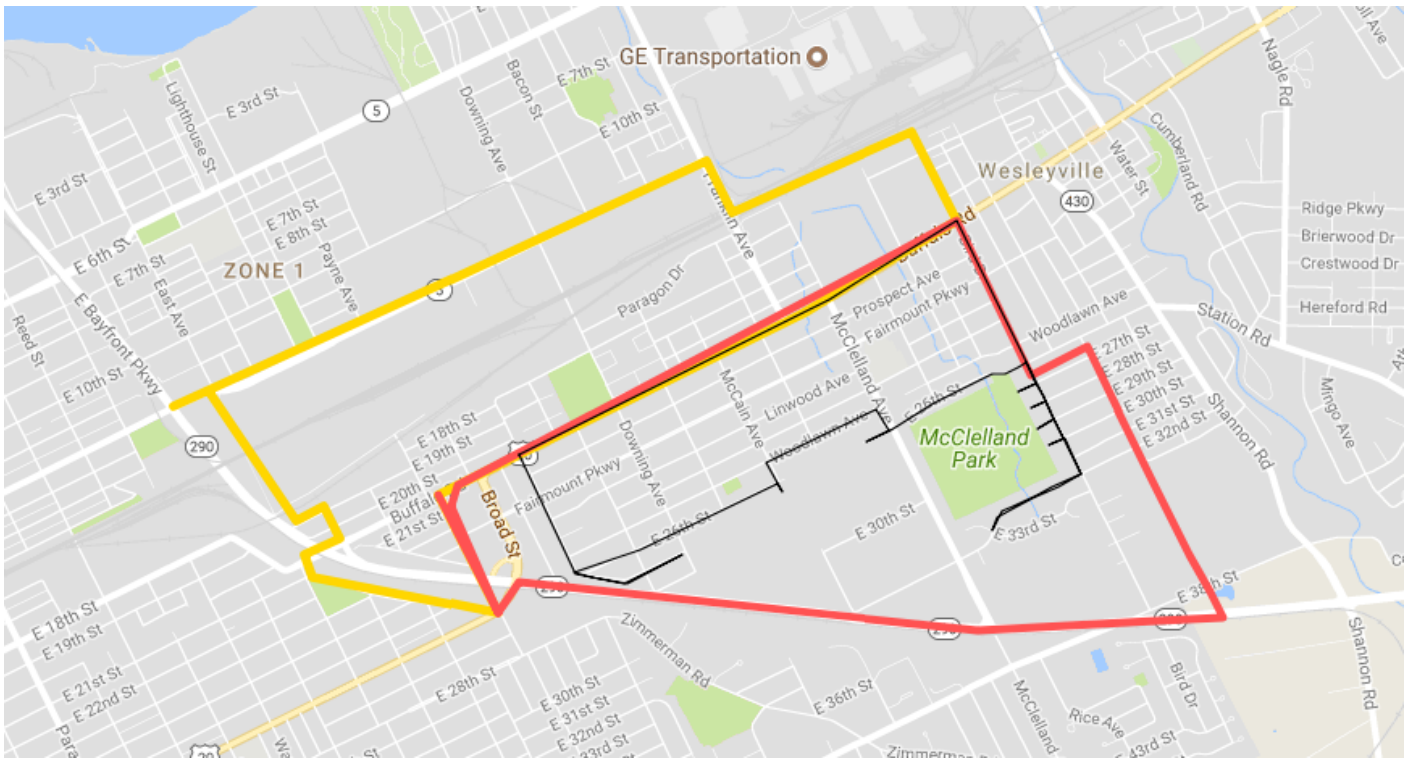 GE Transportation
E 7th St
Bacon St
Downing Ave
E 10th St
Lighthouse St
E 3rd St
5
E 3rd St
Nagle Rd
Cumberland Rd
Water St
Wesleyville
430
Franklin Ave
Ridge Pkwy
Brierwood Dr
Crestwood Dr
Hereford Rd
Station Rd
E 6th St
E 7th St
E 7th St
E 8th St
ZONE 1
Payne Ave
East Ave
E Bayfront Pkwy
Reed St
E 10th St
5
Paragon Dr
Buffalo Rd
Prospect Ave
Fairmount Pkwy
McClelland Ave
Woodlawn Ave
E 27th St
E 28th St
E 29th St
E 30th St
E 31st St
E 32nd St
Mingo Ave
Shannon Rd
McCain Ave
Linwood Ave
Woodlawn Ave
E 26th St
McClelland
Park
290
E 18th St
E 19th St
E 20th St
E 21st St
Downing Ave
Fairmount Pkwy
Broad St
E 26th St
E 30th St
E 33rd St
E 38th St
290
290
E 18th St
E 19th St
E 21st St
E 22nd St
E 28th St
E 30th St
E 31st St
E 32nd St
E 33rd St
Zimmerman Rd
E 36th St
McClelland
Rice Ave
Bird Dr
E 43rd St
Shannon Rd
Zimmerman
20